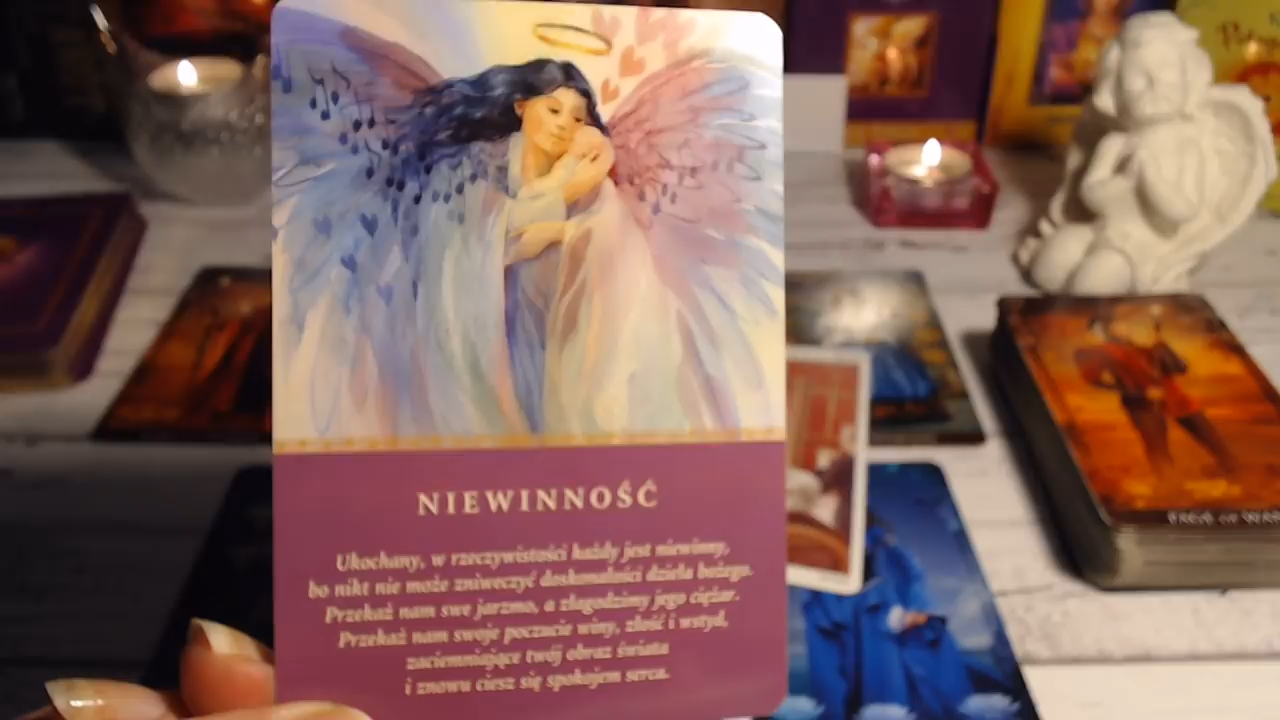 NIEWINNOŚĆ
Ukochany, w rzeczywistości każdy jest niewinny,
bo nikt nie może zniweczyć doskonałości dzieła bożego.
Przekaż nam swe jarzmo, a złagodzimy jego ciężar.
Przekaż nam swoje poczucie winy, złość i wstyd,
zaciemniające twój obraz świata
i znowu ciesz się spokojem serca.